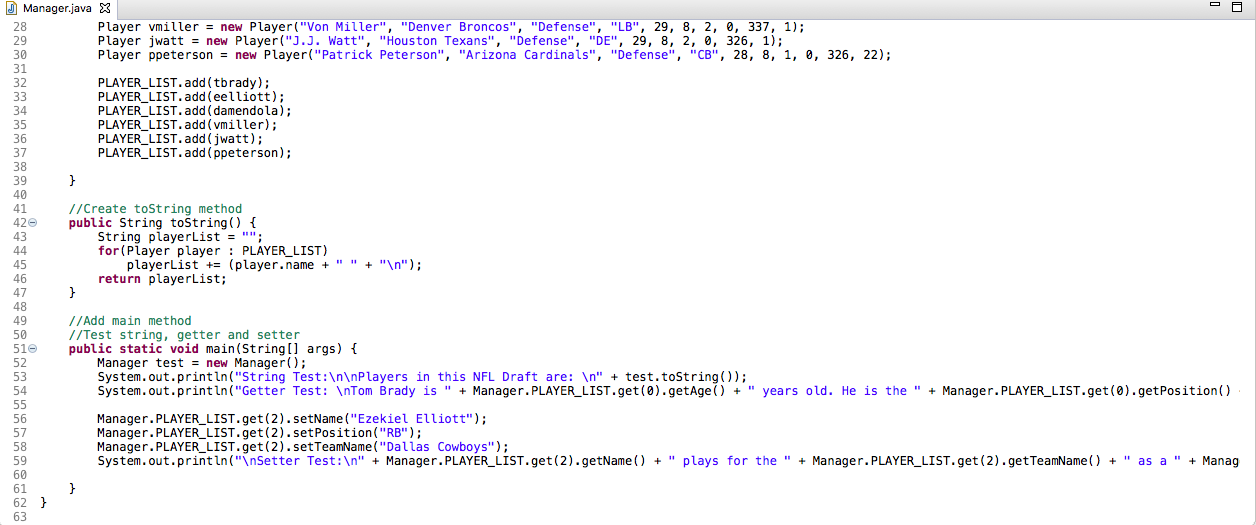 Manager.java
28 Player vmiller = new Player("Von Miller", "Denver Broncos", "Defense", "LB", 29, 8, 2, 0, 337, 1);
29 Player jwatt = new Player("J.J. Watt", "Houston Texans", "Defense", "DE", 29, 8, 2, 0, 326, 1);
30 Player ppeterson = new Player("Patrick Peterson", "Arizona Cardinals", "Defense", "CB", 28, 8, 1, 0, 326, 22);
31
32 PLAYER_LIST.add(tbrady);
33 PLAYER_LIST.add(eelliott);
34 PLAYER_LIST.add(damendola);
35 PLAYER_LIST.add(vmiller);
36 PLAYER_LIST.add(jwatt);
37 PLAYER_LIST.add(ppeterson);
38
39 }
40
41 //Create toString method
42 public String toString() {
43 String playerList = "";
44 for(Player player : PLAYER_LIST)
45 playerList += (player.name + " " + "\n");
46 return playerList;
47 }
48
49 //Add main method
50 //Test string, getter and setter
51 public static void main(String[] args) {
52 Manager test = new Manager();
53 System.out.println("String Test:\n\nPlayers in this NFL Draft are: \n" + test.toString());
54 System.out.println("Getter Test: \nTom Brady is " + Manager.PLAYER_LIST.get(0).getAge() + " years old. He is the " + Manager.PLAYER_LIST.get(0).getPosition()
55
56 Manager.PLAYER_LIST.get(2).setName("Ezekiel Elliott");
57 Manager.PLAYER_LIST.get(2).setPosition("RB");
58 Manager.PLAYER_LIST.get(2).setTeamName("Dallas Cowboys");
59 System.out.println("\nSetter Test:\n" + Manager.PLAYER_LIST.get(2).getName() + " plays for the " + Manager.PLAYER_LIST.get(2).getTeamName() + " as a " + Manag
60
61 }
62 }
63